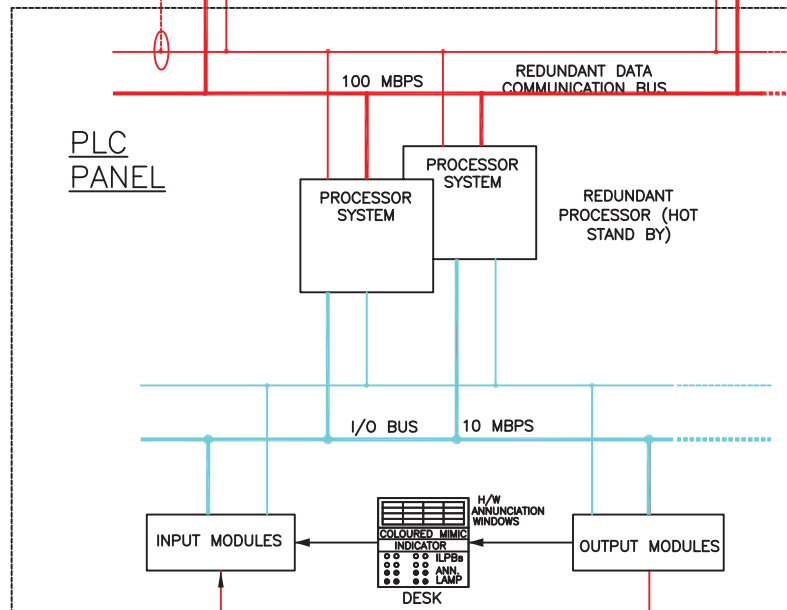 100 MBPS
REDUNDANT DATA
COMMUNICATION BUS
PLC
PANEL
PROCESSOR
SYSTEM
PROCESSOR
SYSTEM
REDUNDANT
PROCESSOR (HOT
STAND BY)
I/O BUS
10 MBPS
H/W
ANNUNCIATION
WINDOWS
COLOURED MIMIC
INDICATOR
ILPBs
ANN.
LAMP
INPUT MODULES
OUTPUT MODULES
DESK